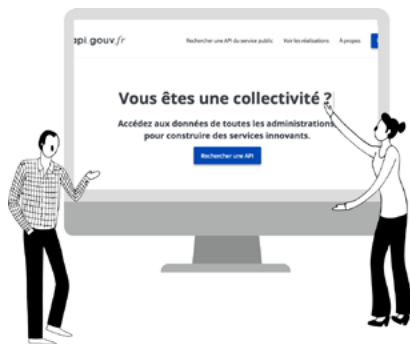 api.gouv.fr
Rechercher une API du service public Voir les réalisations À propos
Vous êtes une collectivité ?
Accédez aux données de toutes les administrations
pour construire des services innovants.
Rechercher une API